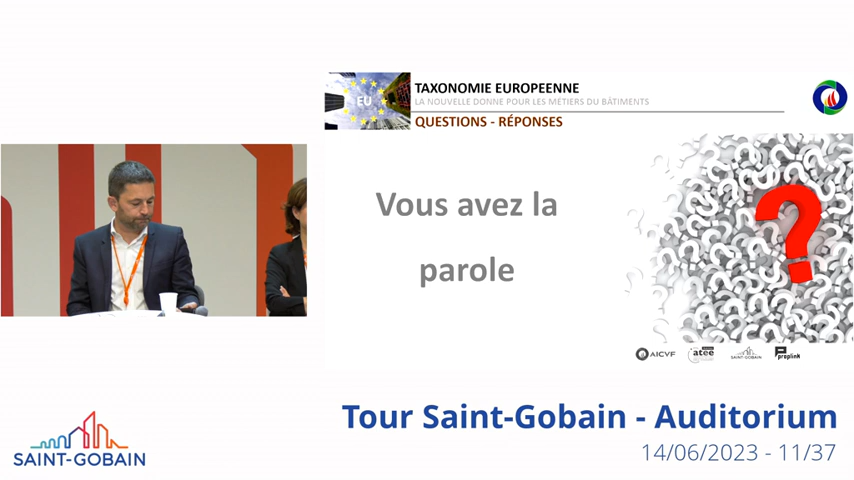 EU
TAXONOMIE EUROPEENNE
LA NOUVELLE DONNE POUR LES MÉTIERS DU BÂTIMENTS
QUESTIONS - RÉPONSES
Vous avez la
parole
AICVF
atee
SAINT-GOBAIN
proplink
Tour Saint-Gobain - Auditorium
14/06/2023 - 11/37
SAINT-GOBAIN